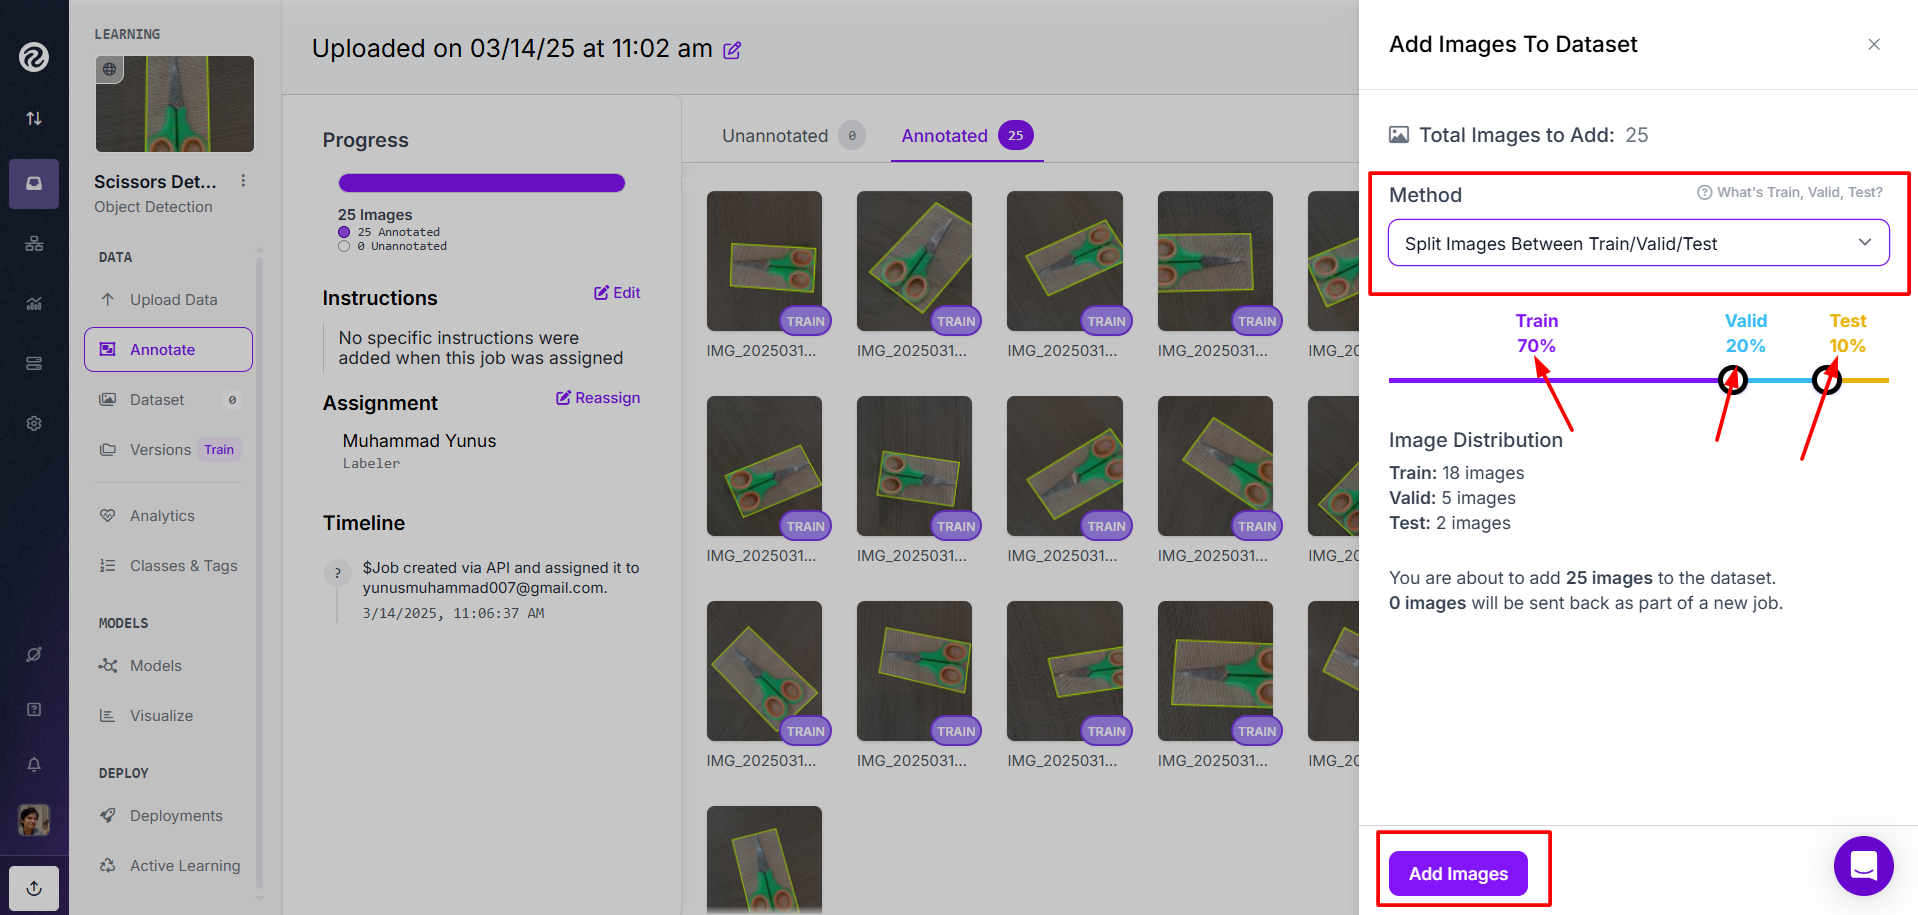 LEARNING
Scissors Det...
Object Detection
DATA
Upload Data
Annotate
Dataset 0
Versions Train
Analytics
Classes & Tags
MODELS
Models
Visualize
DEPLOY
Deployments
Active Learning
Uploaded on 03/14/25 at 11:02 am
Progress
25 Images
25 Annotated
0 Unannotated
Instructions Edit
No specific instructions were
added when this job was assigned
Assignment Reassign
Muhammad Yunus
Labeler
Timeline
? $Job created via API and assigned it to
yunusmuhammad007@gmail.com.
3/14/2025, 11:06:37 AM
Unannotated 0 Annotated 25
TRAIN TRAIN TRAIN TRAIN
IMG_2025031... IMG_2025031... IMG_2025031... IMG_2025031... IMG_20
TRAIN TRAIN TRAIN TRAIN
IMG_2025031... IMG_2025031... IMG_2025031... IMG_2025031... IMG_20
TRAIN TRAIN TRAIN TRAIN
IMG_2025031... IMG_2025031... IMG_2025031... IMG_2025031... IMG_20
Add Images To Dataset
Total Images to Add: 25
Method ? What's Train, Valid, Test?
Split Images Between Train/Valid/Test
Train Valid Test
70% 20% 10%
Image Distribution
Train: 18 images
Valid: 5 images
Test: 2 images
You are about to add 25 images to the dataset.
0 images will be sent back as part of a new job.
Add Images